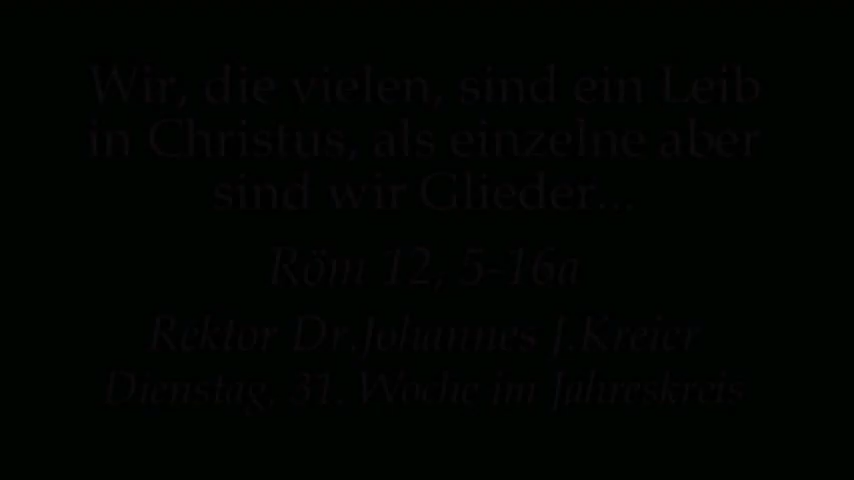 Wir, die vielen, sind ein Leib
in Christus, als einzelne aber
sind wir Glieder...
Röm 12, 5-16a
Rektor Dr.Johannes J.Kreier
Dienstag, 31. Woche im Jahreskreis